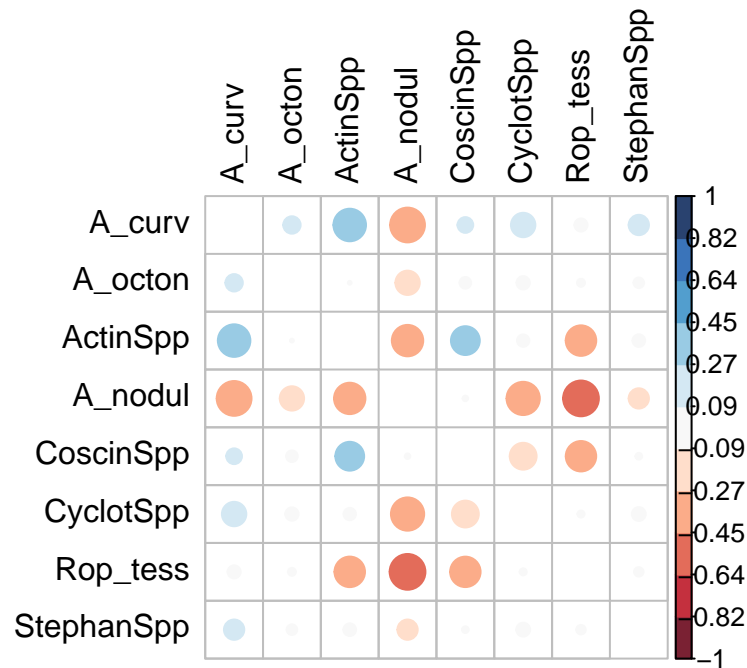 A_curv
A_octon
ActinSpp
A_nodul
CoscinSpp
CyclotSpp
Rop_tess
StephanSpp
A_curv
A_octon
ActinSpp
A_nodul
CoscinSpp
CyclotSpp
Rop_tess
StephanSpp
1
0.82
0.64
0.45
0.27
0.09
0.09
0.27
0.45
0.64
0.82
−1